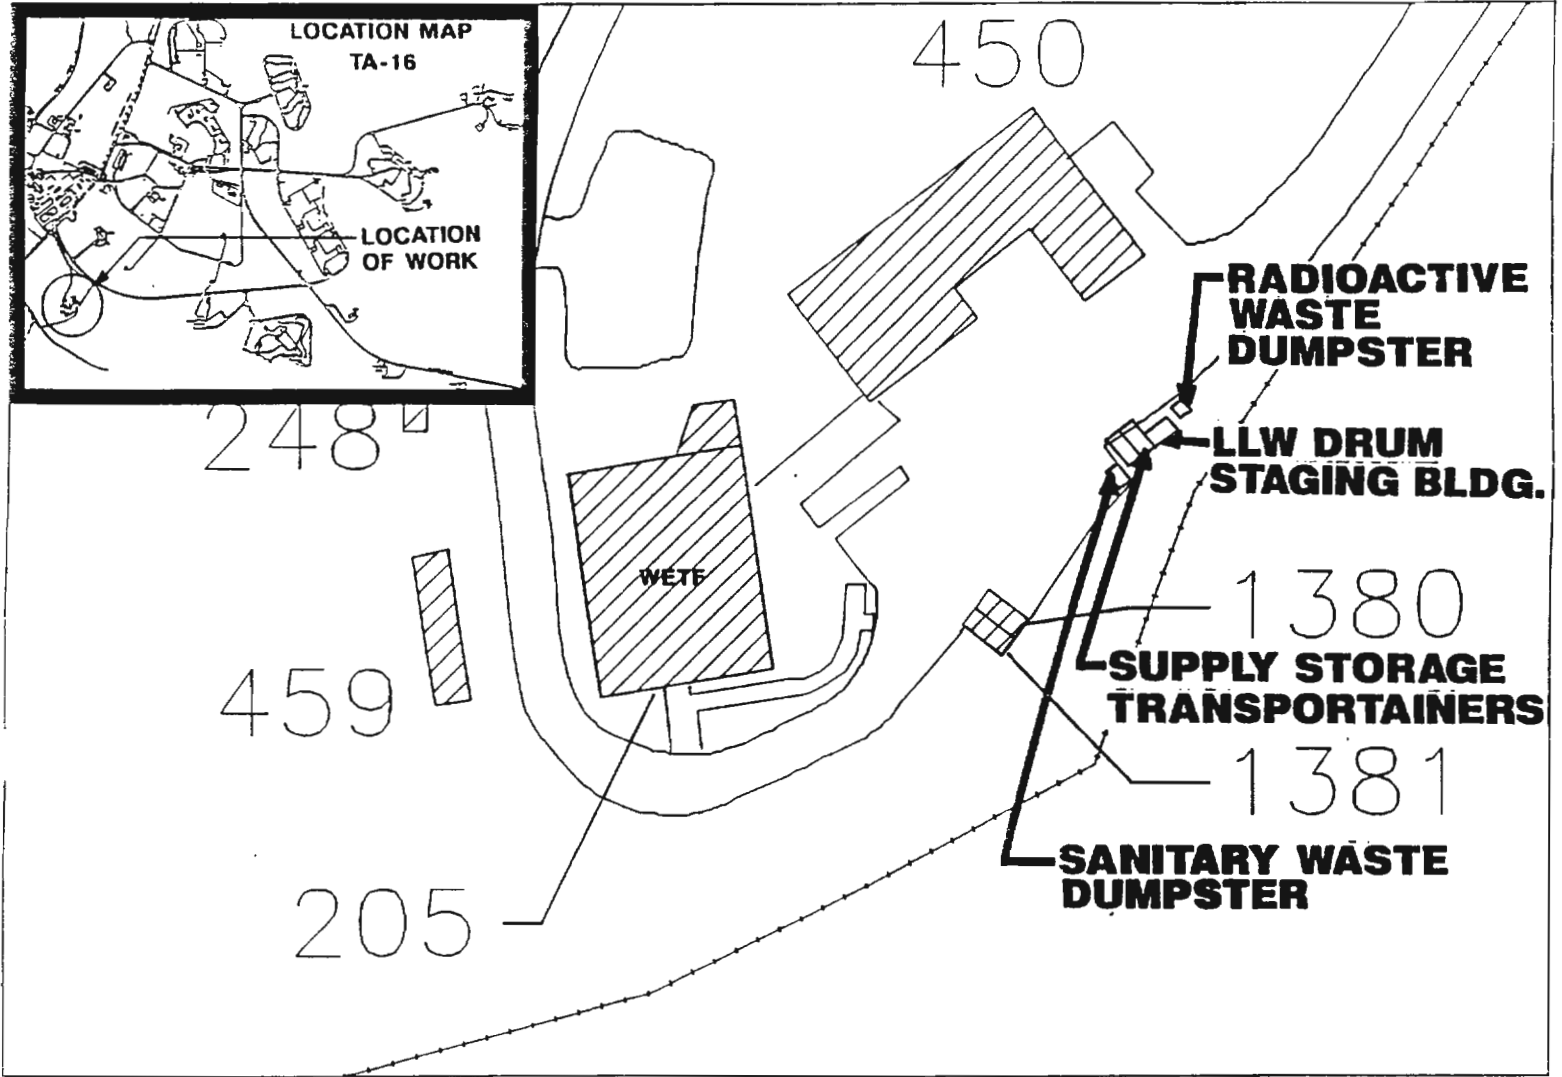 LOCATION MAP
TA-16
LOCATION
OF WORK
450
RADIOACTIVE
WASTE
DUMPSTER
248
LLW DRUM
STAGING BLDG.
WETF
1380
459
SUPPLY STORAGE
TRANSPORTAINERS
1381
SANITARY WASTE
DUMPSTER
205